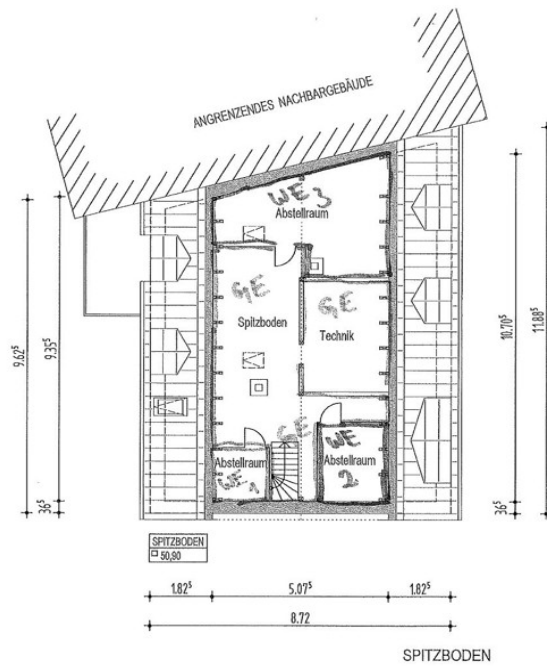 ANGRENZENDES NACHBARGEBÄUDE
WE 3
Abstellraum
GE
Spitzboden
GE
Technik
GE
Abstellraum
WE 1
WE
Abstellraum
2
9.62⁵
9.35⁵
36⁵
10.70⁵
11.88⁵
36⁵
SPITZBODEN
50,90
1.82⁵ 5.07⁵ 1.82⁵
8.72
SPITZBODEN